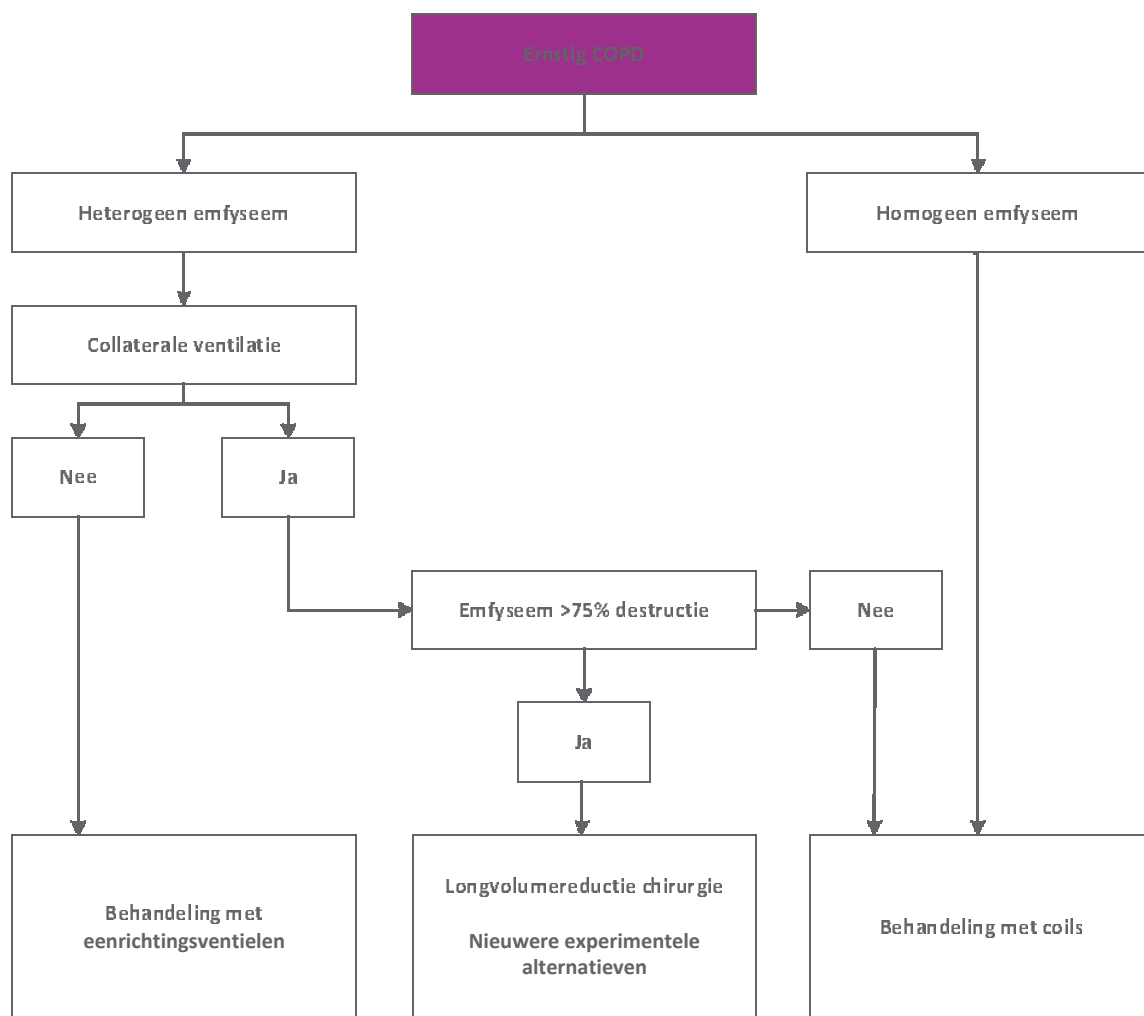 Ernstig COPD
Heterogeen emfyseem
Homogeen emfyseem
Collaterale ventilatie
Nee
Ja
Emfyseem >75% destructie
Nee
Ja
Behandeling met
eenrichtingsventielen
Longvolumereductie chirurgie
Nieuwere experimentele
alternatieven
Behandeling met coils